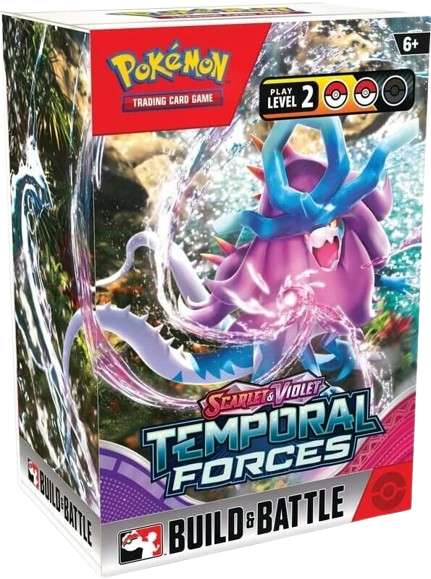 POKÉMON
TRADING CARD GAME
6+
PLAY
LEVEL 2
SCARLET & VIOLET
TEMPORAL
FORCES
BUILD & BATTLE
BUILD & BATTLE